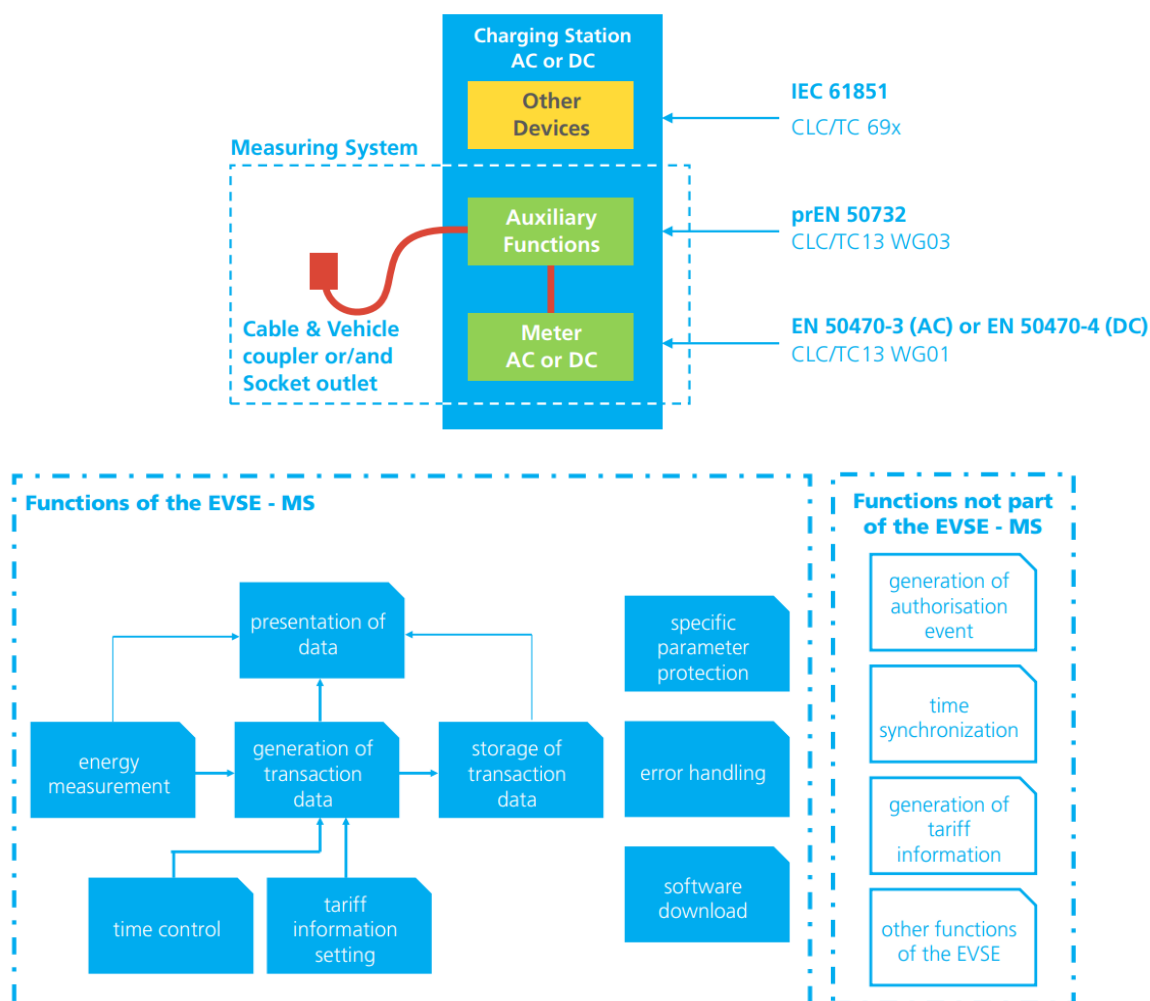 Charging Station
AC or DC
Other
Devices
IEC 61851
CLC/TC 69x
Measuring System
Auxiliary
Functions
prEN 50732
CLC/TC13 WG03
Cable & Vehicle
coupler or/and
Socket outlet
Meter
AC or DC
EN 50470-3 (AC) or EN 50470-4 (DC)
CLC/TC13 WG01
Functions of the EVSE - MS
presentation of
data
energy
measurement
generation of
transaction
data
storage of
transaction
data
time control
tariff
information
setting
specific
parameter
protection
error handling
software
download
Functions not part
of the EVSE - MS
generation of
authorisation
event
time
synchronization
generation of
tariff
information
other functions
of the EVSE